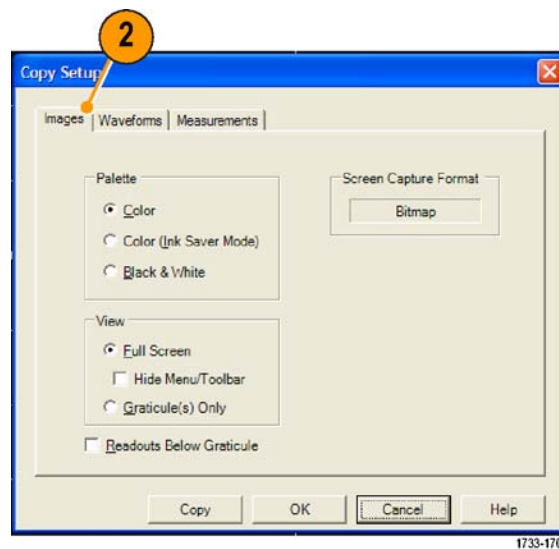 2
Copy Setup
Images Waveforms Measurements
Palette
Color
Color (Ink Saver Mode)
Black & White
Screen Capture Format
Bitmap
View
Full Screen
Hide Menu/Toolbar
Graticule(s) Only
Readouts Below Graticule
Copy OK Cancel Help